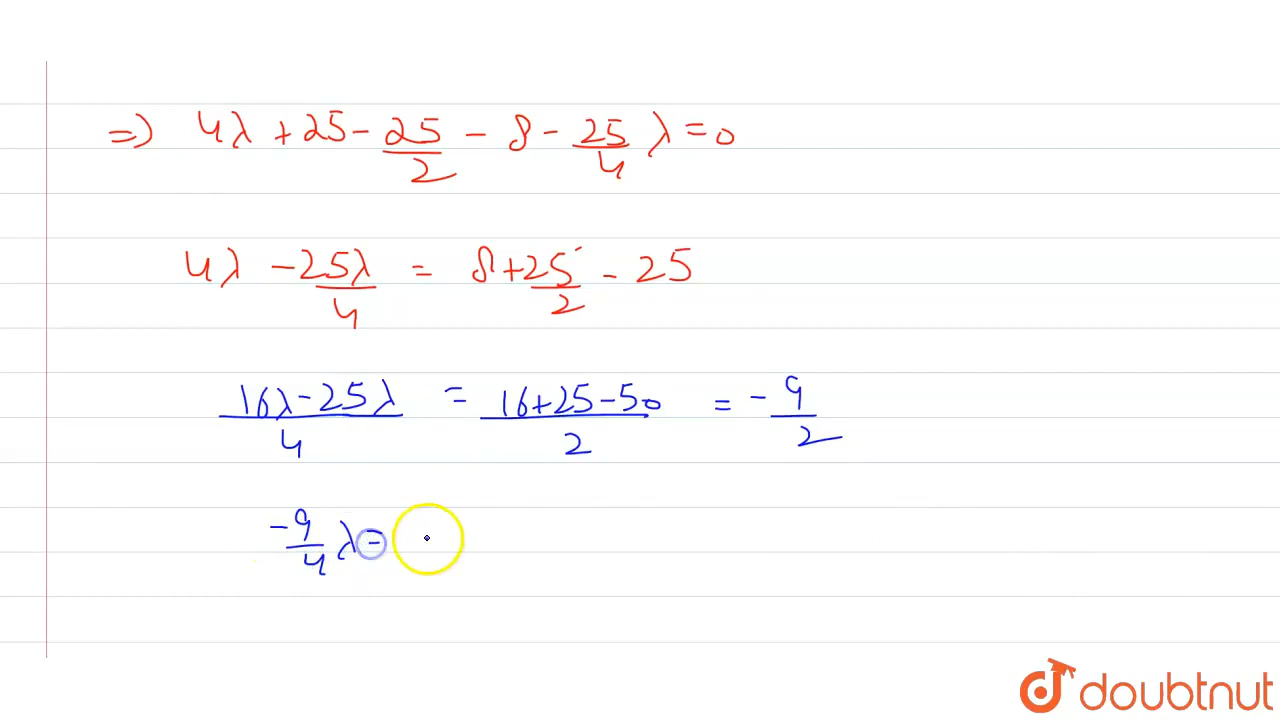 => 4λ + 25 - 25/2 - 8 - 25/4 λ = 0
4λ - 25λ/4 = 8 + 25/2 - 25
16λ - 25λ/4 = 16 + 25 - 50/2 = - 9/2
-9/4 λ =
doubtnut